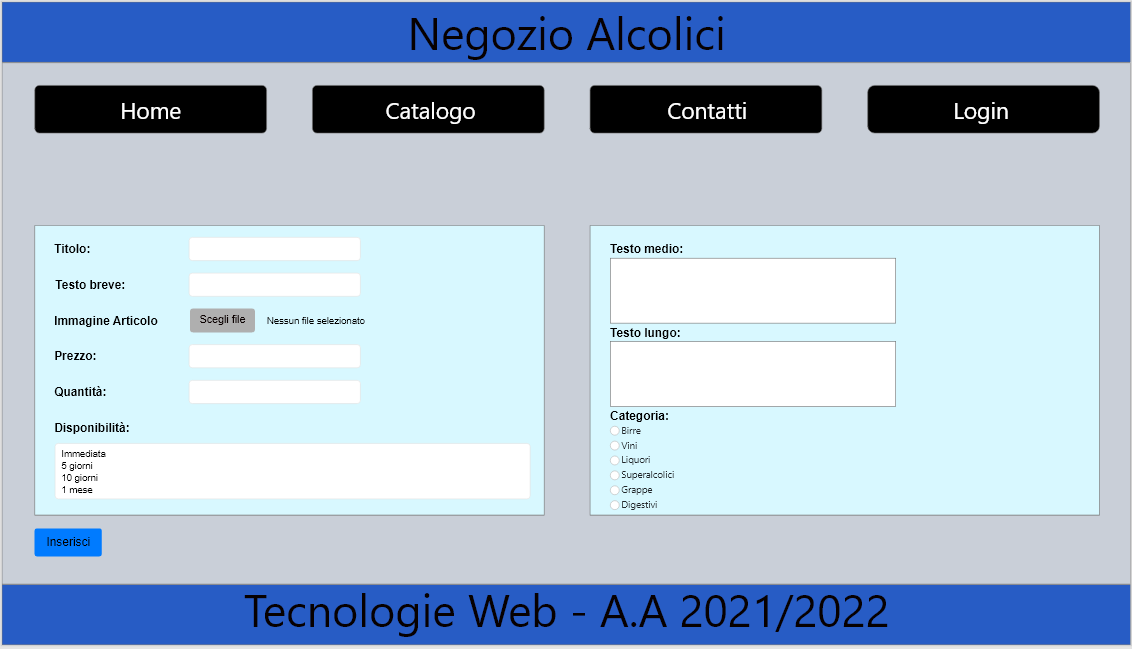 Negozio Alcolici
Home
Catalogo
Contatti
Login
Titolo:
Testo breve:
Immagine Articolo
Scegli file
Nessun file selezionato
Prezzo:
Quantità:
Disponibilità:
Immediata
5 giorni
10 giorni
1 mese
Testo medio:
Testo lungo:
Categoria:
Birre
Vini
Liquori
Superalcolici
Grappe
Digestivi
Inserisci
Tecnologie Web - A.A 2021/2022